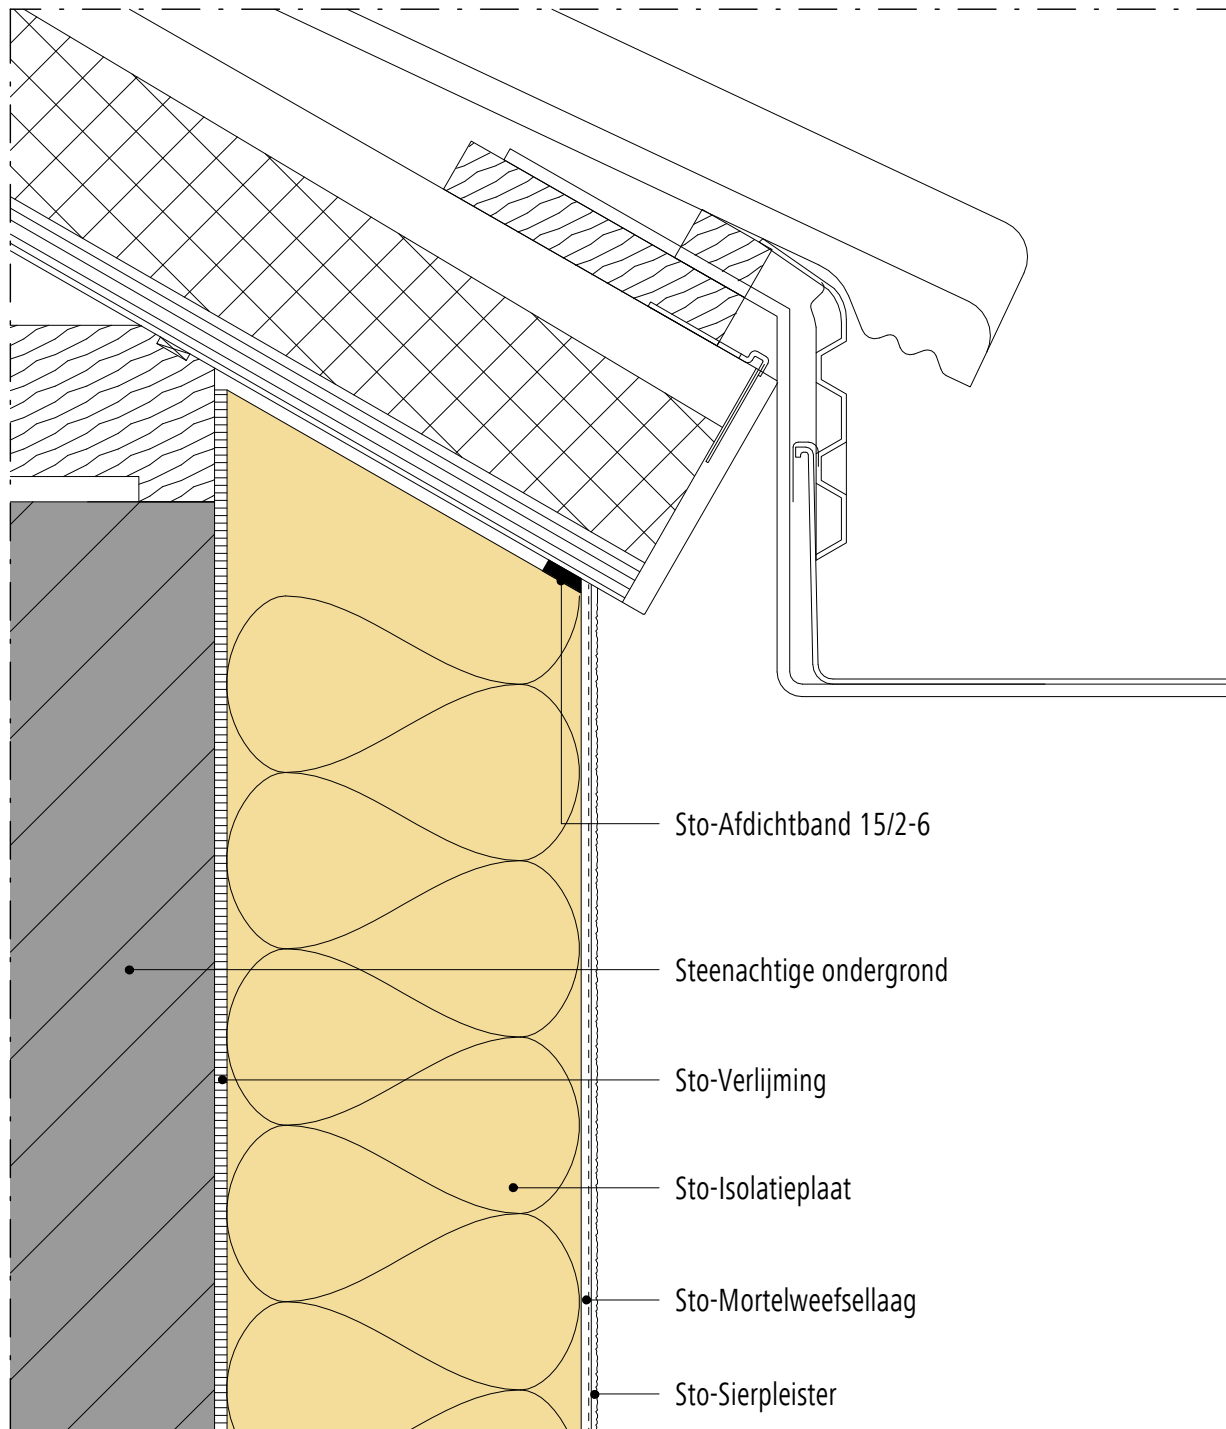 Sto-Afdichtband 15/2-6
Steenachtige ondergrond
Sto-Verlijming
Sto-Isolatieplaat
Sto-Mortelweefsellaag
Sto-Sierpleister